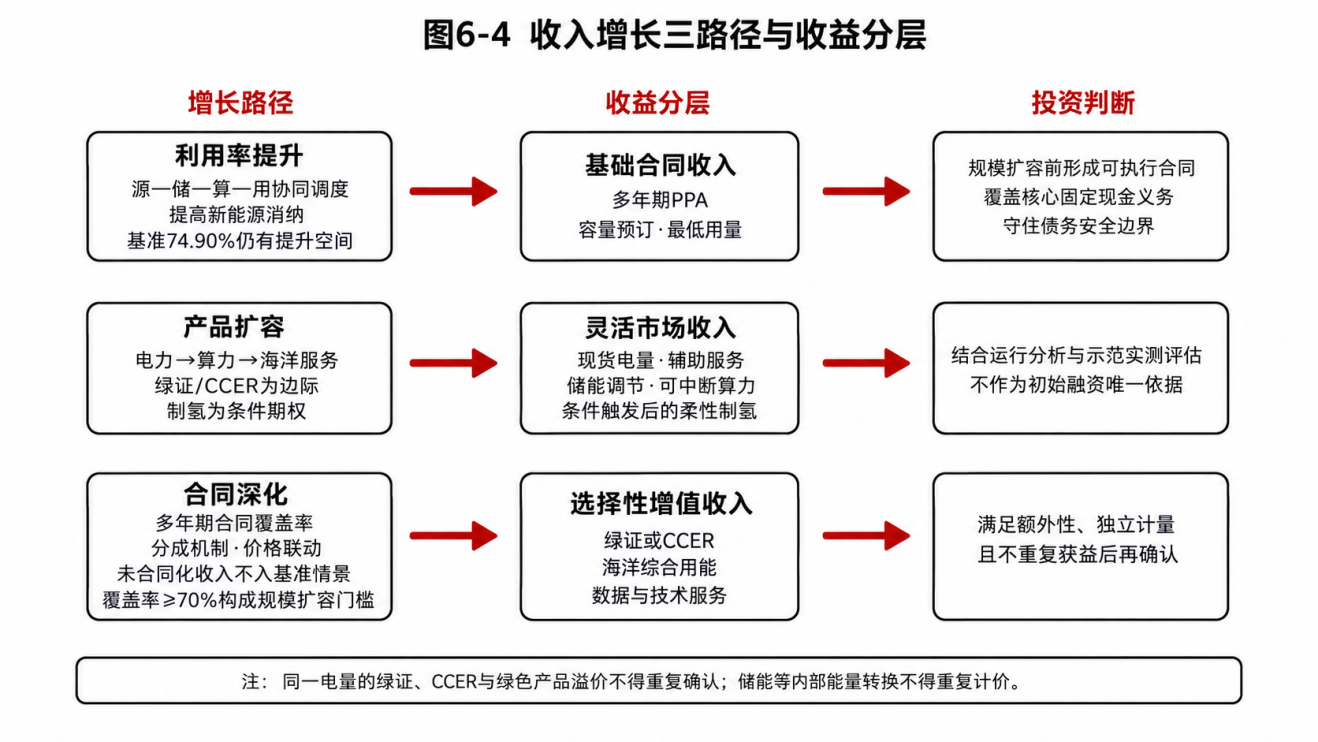 图6-4 收入增长三路径与收益分层
增长路径
收益分层
投资判断
利用率提升
源一储一算一用协同调度
提高新能源消纳
基准74.90%仍有提升空间
基础合同收入
多年期PPA
容量预订·最低用量
规模扩容前形成可执行合同
覆盖核心固定现金义务
守住债务安全边界
产品扩容
电力→算力→海洋服务
绿证/CCER为边际
制氢为条件期权
灵活市场收入
现货电量·辅助服务
储能调节·可中断算力
条件触发后的柔性制氢
结合运行分析与示范实测评估
不作为初始融资唯一依据
合同深化
多年期合同覆盖率
分成机制·价格联动
未合同化收入不入基准情景
覆盖率≥70%构成规模扩容门槛
选择性增值收入
绿证或CCER
海洋综合用能
数据与技术服务
满足额外性、独立计量
且不重复获益后再确认
注： 同一电量的绿证、CCER与绿色产品溢价不得重复确认；储能等内部能量转换不得重复计价。